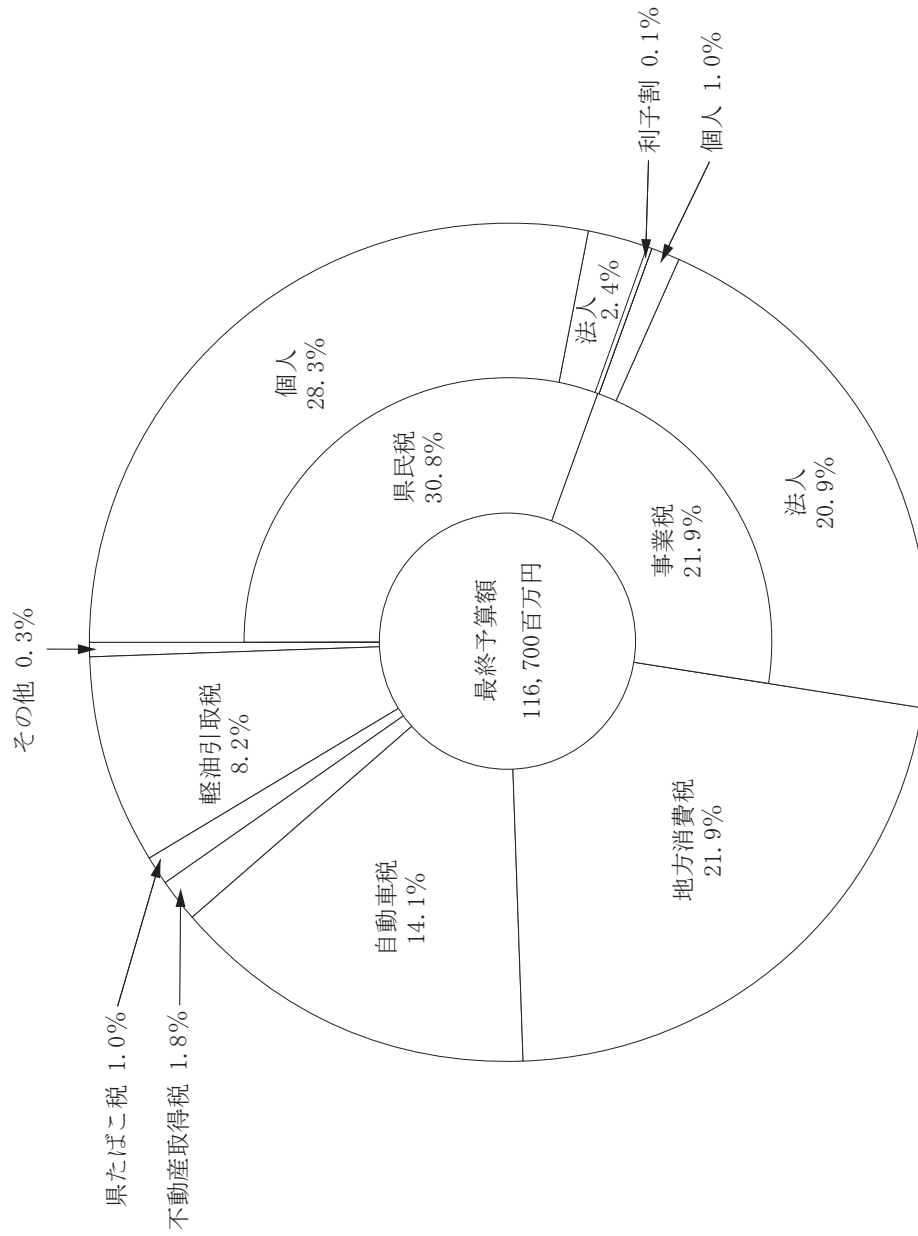 最終予算額
116,700百万円
県民税
30.8%
個人
28.3%
法人
2.4%
利子割 0.1%
事業税
21.9%
個人 1.0%
法人
20.9%
地方消費税
21.9%
自動車税
14.1%
不動産取得税 1.8%
県たばこ税 1.0%
軽油引取税
8.2%
その他 0.3%